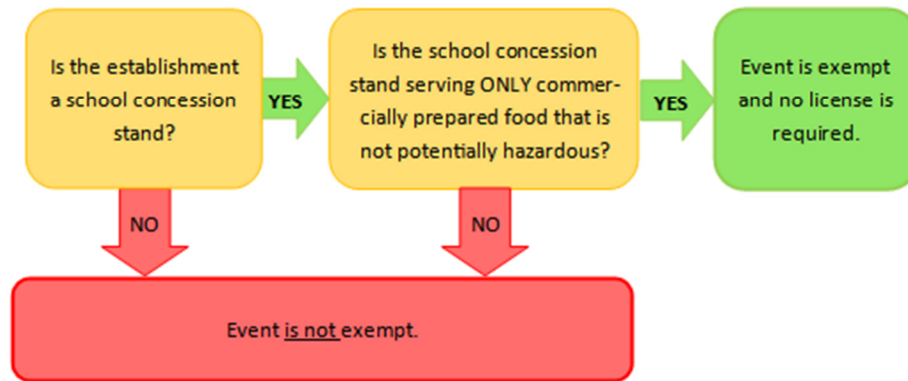 Is the establishment
a school concession
stand?
YES
Is the school concession
stand serving ONLY commer-
cially prepared food that is
not potentially hazardous?
YES
Event is exempt
and no license is
required.
NO
NO
Event is not exempt.